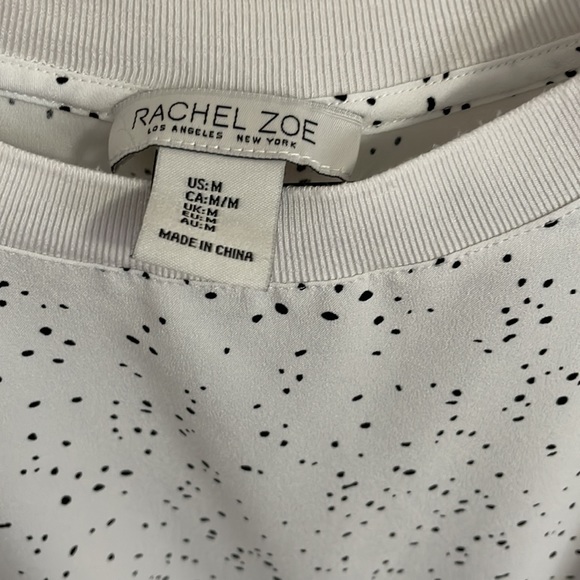 RACHEL ZOE
LOS ANGELES NEW YORK
US:M
CA:M/M
UK:M
EU:M
AU:M
MADE IN CHINA